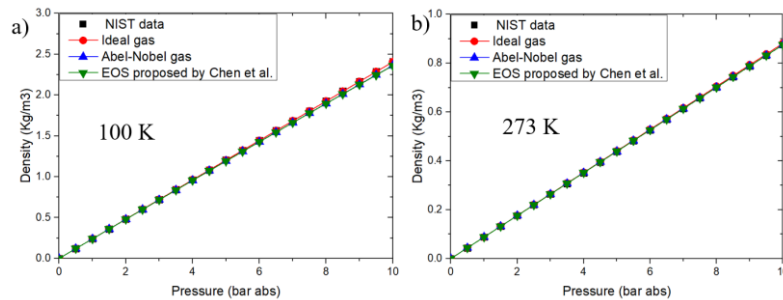 a)
NIST data
Ideal gas
Abel-Nobel gas
EOS proposed by Chen et al.
100 K
Density (Kg/m3)
3.0
2.5
2.0
1.5
1.0
0.5
0.0
0 2 4 6 8 10
Pressure (bar abs)
b)
NIST data
Ideal gas
Abel-Nobel gas
EOS proposed by Chen et al.
273 K
Density (Kg/m3)
1.0
0.8
0.6
0.4
0.2
0.0
0 2 4 6 8 10
Pressure (bar abs)